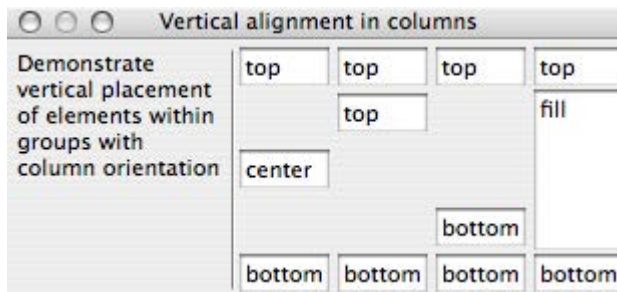 Vertical alignment in columns
Demonstrate
vertical placement
of elements within
groups with
column orientation
top top top top
top fill
center
bottom
bottom bottom bottom bottom